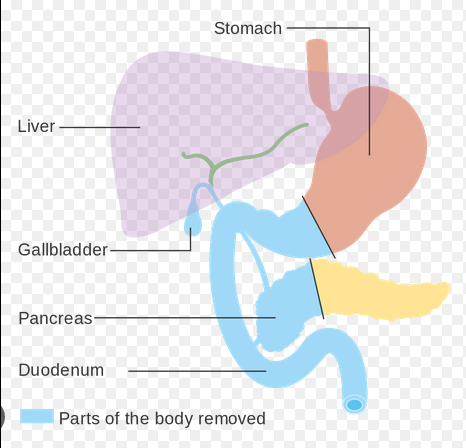 Stomach
Liver
Gallbladder
Pancreas
Duodenum
Parts of the body removed